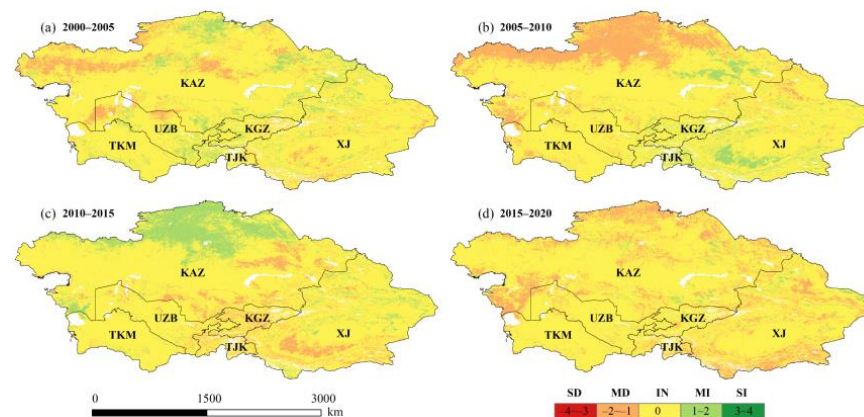 (a) 2000–2005
KAZ
UZB
KGZ
TKM
TJK
XJ
(b) 2005–2010
KAZ
UZB
KGZ
TKM
TJK
XJ
(c) 2010–2015
KAZ
UZB
KGZ
TKM
TJK
XJ
(d) 2015–2020
KAZ
UZB
KGZ
TKM
TJK
XJ
0 1500 3000
km
SD MD IN MI SI
-4–-3 -2–-1 0 1–2 3–4